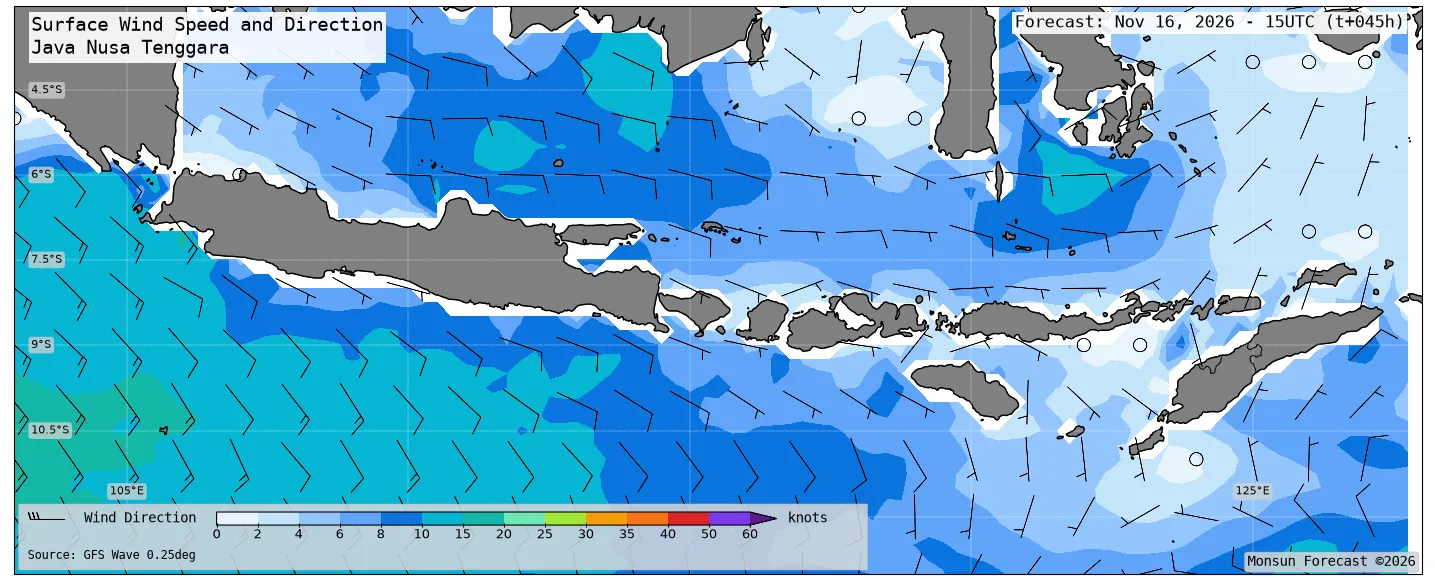 Surface Wind Speed and Direction
Java Nusa Tenggara
Forecast: Nov 16, 2026 - 15UTC (t+045h)
4.5°S
6°S
7.5°S
9°S
10.5°S
105°E
125°E
Wind Direction
0 2 4 6 8 10 15 20 25 30 35 40 50 60
knots
Source: GFS Wave 0.25deg
Monsun Forecast ©2026